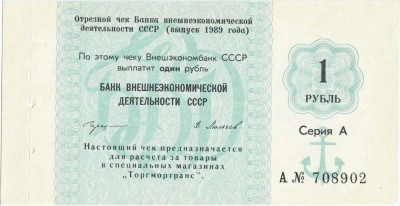 Отрезной чек Банка внешнеэкономической
деятельности СССР (выпуск 1989 года)
По этому чеку Внешэкономбанк СССР
выплатит один рубль
БАНК ВНЕШНЕЭКОНОМИЧЕСКОЙ
ДЕЯТЕЛЬНОСТИ СССР
Настоящий чек предназначается
для расчета за товары
в специальных магазинах
"Торгмортранс".
1
РУБЛЬ
Серия А
А № 708902